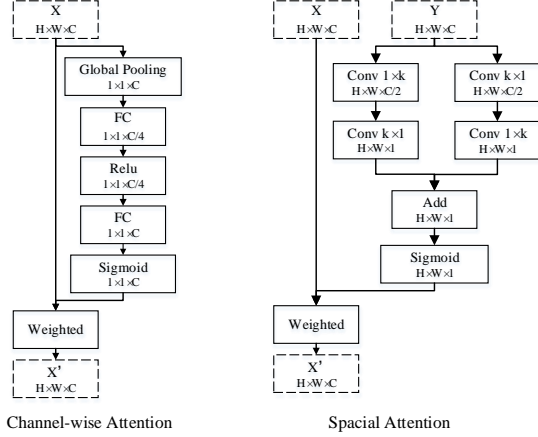 X
H×W×C
Global Pooling
1×1×C
FC
1×1×C/4
Relu
1×1×C/4
FC
1×1×C
Sigmoid
1×1×C
Weighted
X'
H×W×C
Channel-wise Attention
X
H×W×C
Y
H×W×C
Conv 1×k
H×W×C/2
Conv k×1
H×W×C/2
Conv k×1
H×W×1
Conv 1×k
H×W×1
Add
H×W×1
Sigmoid
H×W×1
Weighted
X'
H×W×C
Spacial Attention